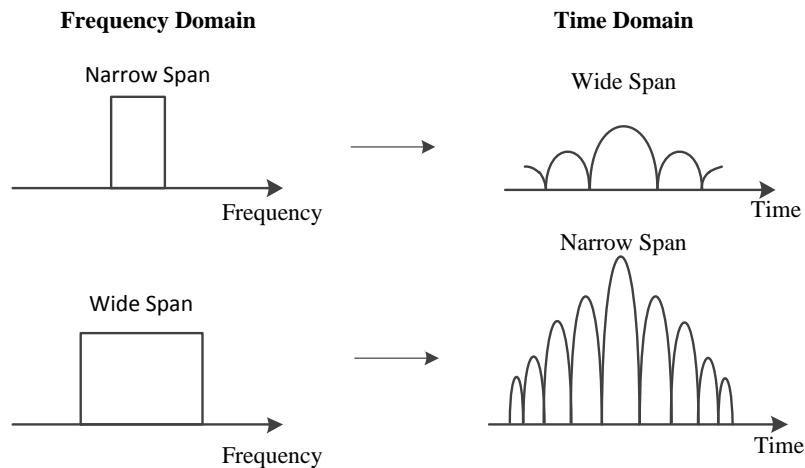 Frequency Domain
Time Domain
Narrow Span
Wide Span
Frequency
Time
Wide Span
Narrow Span
Frequency
Time